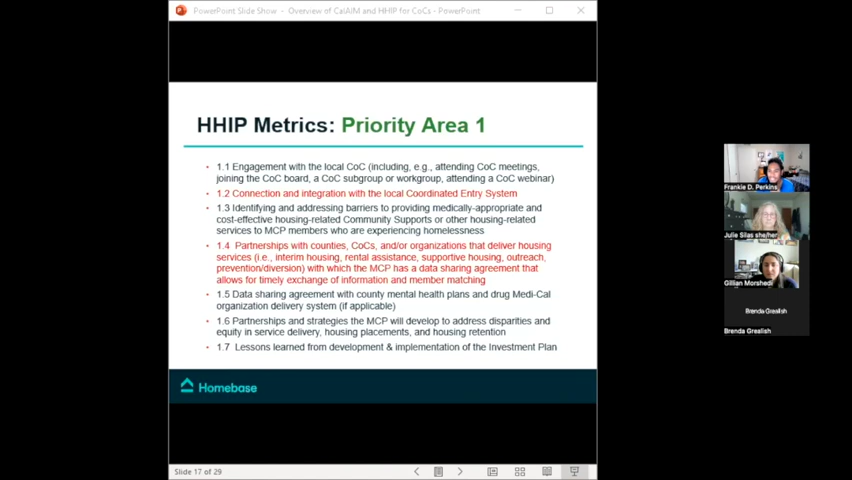 PowerPoint Slide Show - Overview of CalAIM and HHIP for CoCs - PowerPoint
HHIP Metrics: Priority Area 1
• 1.1 Engagement with the local CoC (including, e.g., attending CoC meetings,
joining the CoC board, a CoC subgroup or workgroup, attending a CoC webinar)
• 1.2 Connection and integration with the local Coordinated Entry System
• 1.3 Identifying and addressing barriers to providing medically-appropriate and
cost-effective housing-related Community Supports or other housing-related
services to MCP members who are experiencing homelessness
• 1.4 Partnerships with counties, CoCs, and/or organizations that deliver housing
services (i.e., interim housing, rental assistance, supportive housing, outreach,
prevention/diversion) with which the MCP has a data sharing agreement that
allows for timely exchange of information and member matching
• 1.5 Data sharing agreement with county mental health plans and drug Medi-Cal
organization delivery system (if applicable)
• 1.6 Partnerships and strategies the MCP will develop to address disparities and
equity in service delivery, housing placements, and housing retention
• 1.7 Lessons learned from development & implementation of the Investment Plan
Homebase
Slide 17 of 29
Frankie D. Perkins
Julie Silas she/her
Gillian Morshedi
Brenda Grealish
Brenda Grealish